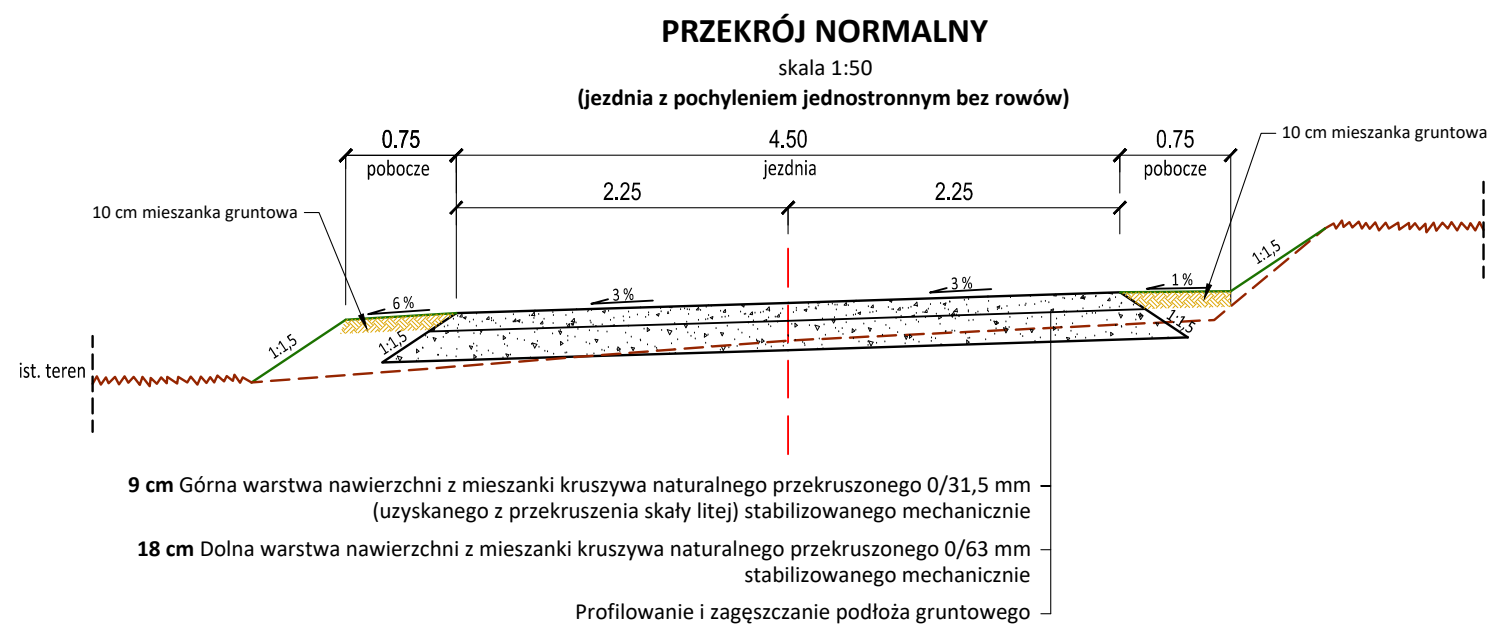 PRZEKRÓJ NORMALNY
skala 1:50
(jezdnia z pochyleniem jednostronnym bez rowów)
0.75
4.50
0.75
pobocze
jezdnia
pobocze
10 cm mieszanka gruntowa
2.25
2.25
10 cm mieszanka gruntowa
1:1,5
6 %
3 %
3 %
1 %
1:1,5
1:1,5
1:1,5
ist. teren
9 cm Górna warstwa nawierzchni z mieszanki kruszywa naturalnego przekruszonego 0/31,5 mm
(uzyskanego z przekruszenia skały litej) stabilizowanego mechanicznie
18 cm Dolna warstwa nawierzchni z mieszanki kruszywa naturalnego przekruszonego 0/63 mm
stabilizowanego mechanicznie
Profilowanie i zagęszczanie podłoża gruntowego